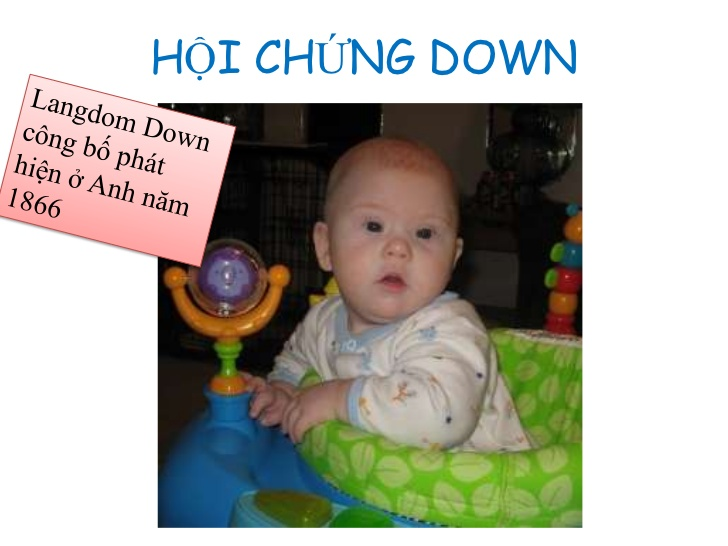 HỘI CHỨNG DOWN
Langdom Down
công bố phát
hiện ở Anh năm
1866